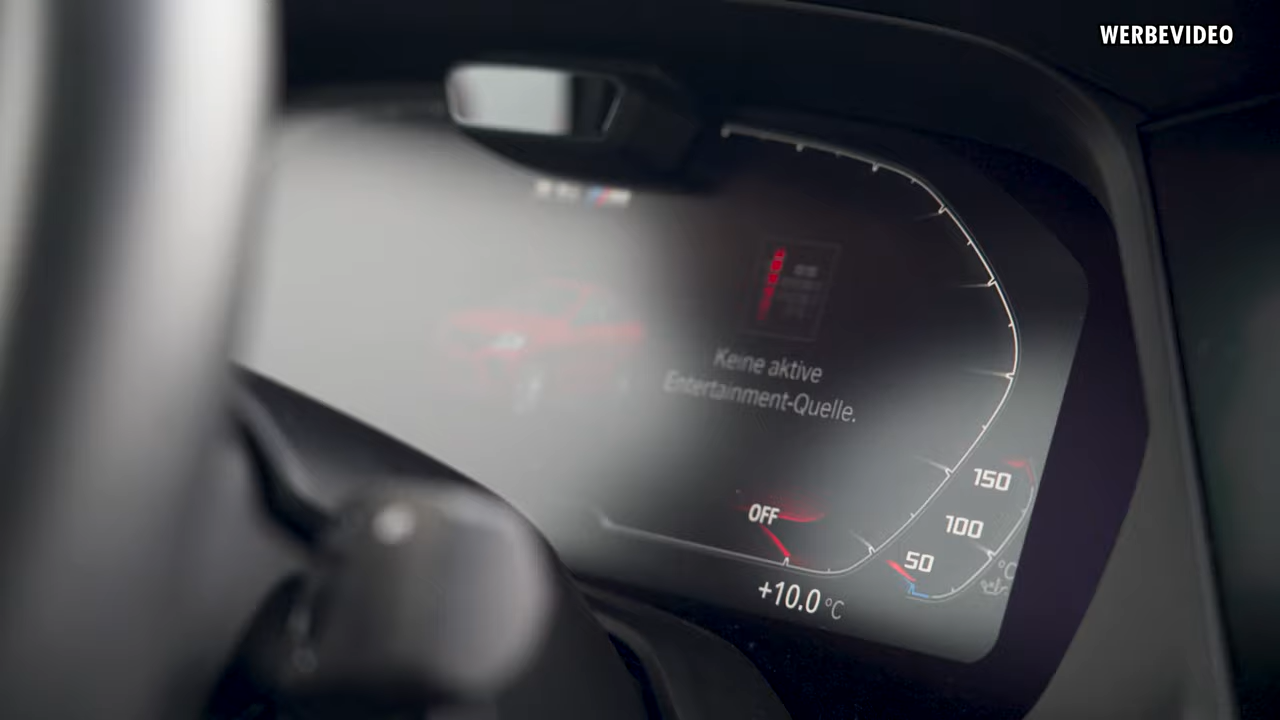 WERBEVIDEO
Keine aktive
Entertainment-Quelle.
150
OFF
100
50
°C
+10.0 °C